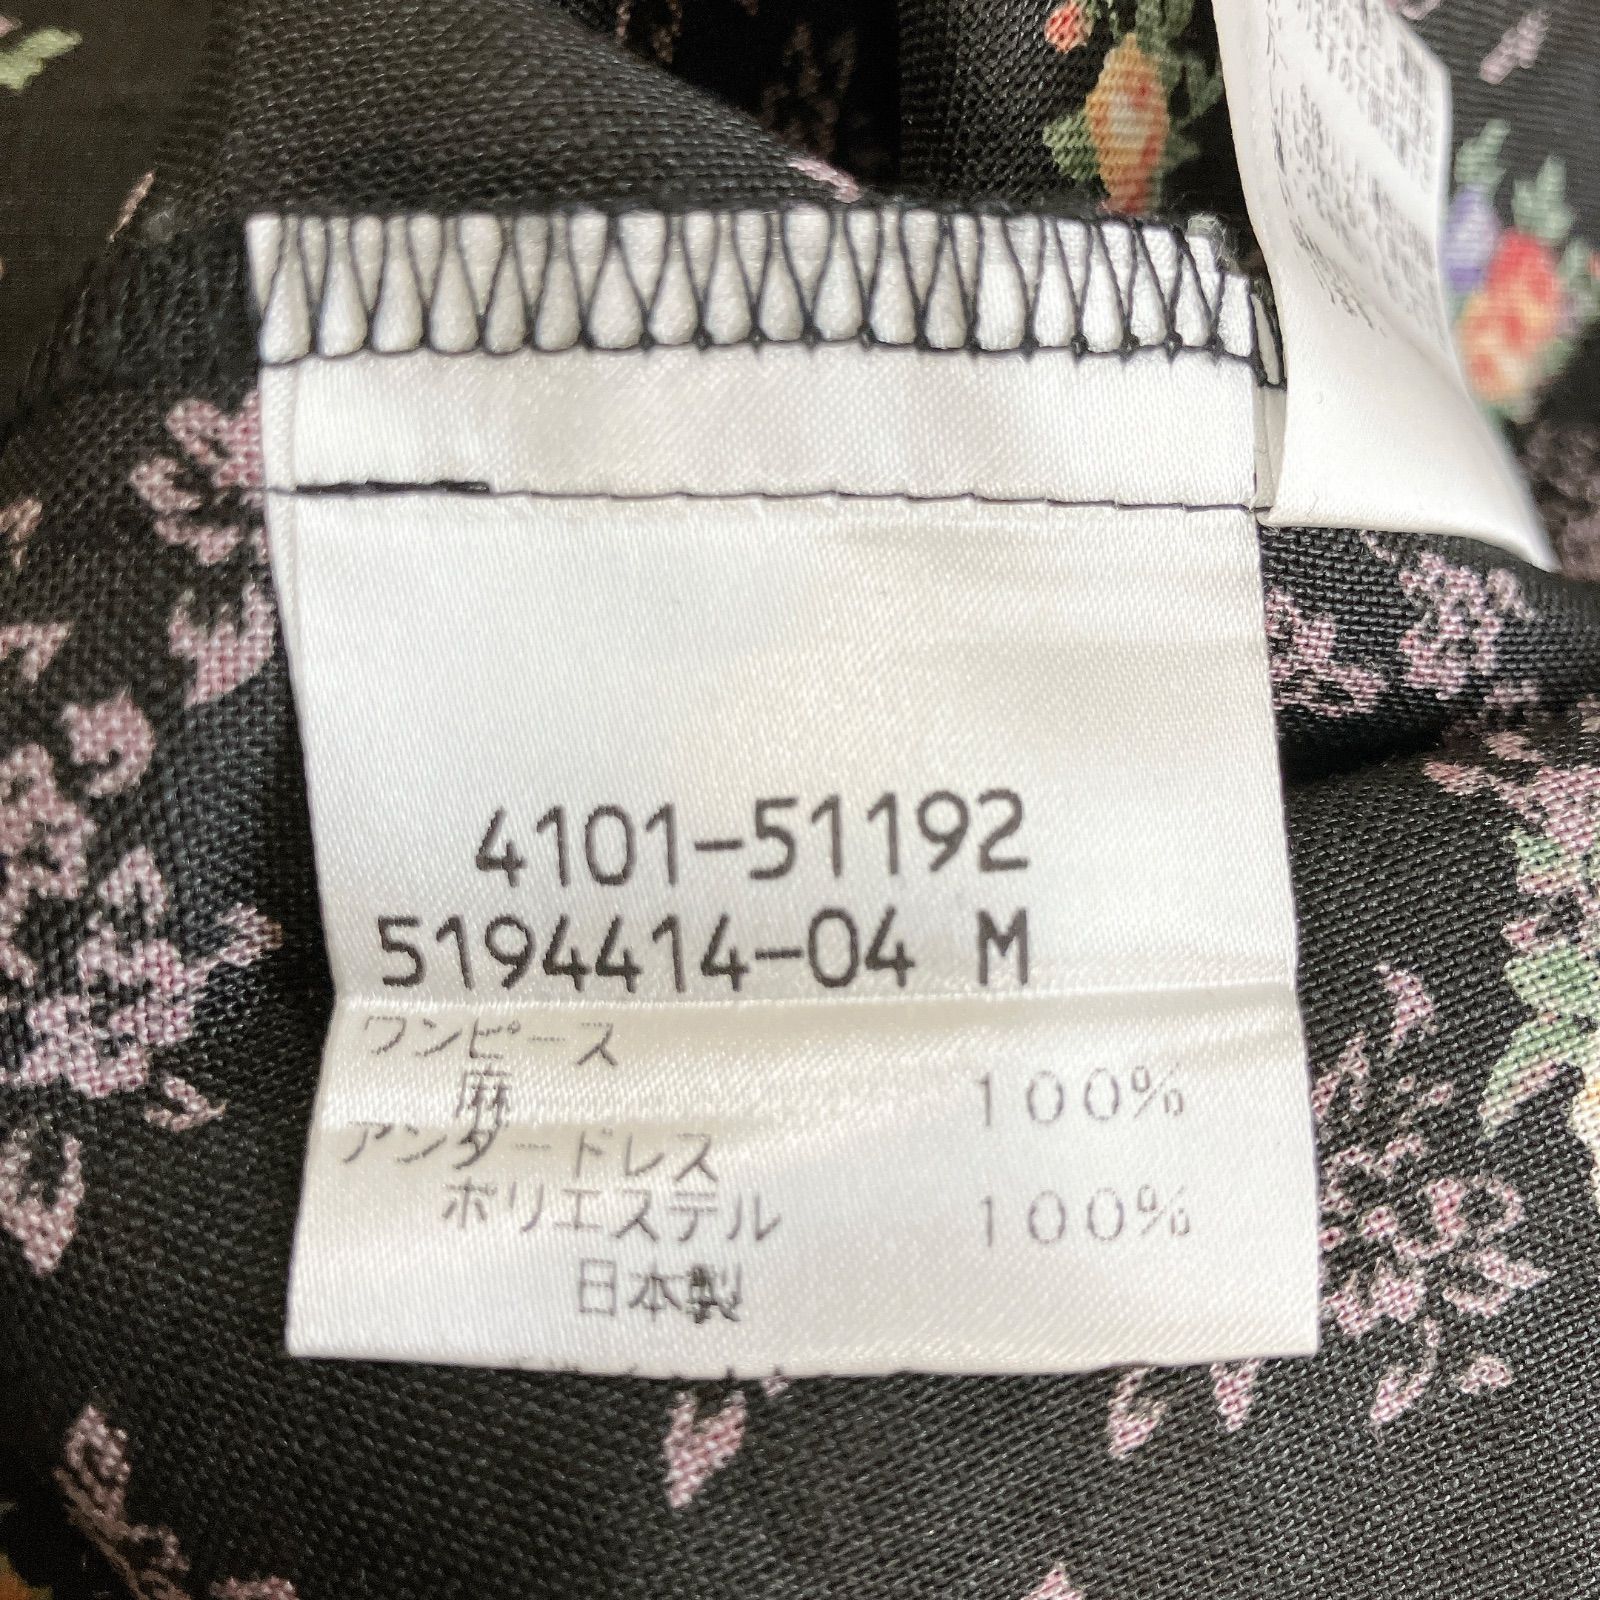 4101-51192
5194414-04 M
ワンピース
麻 100%
アンダードレス
ポリエステル 100%
日本製